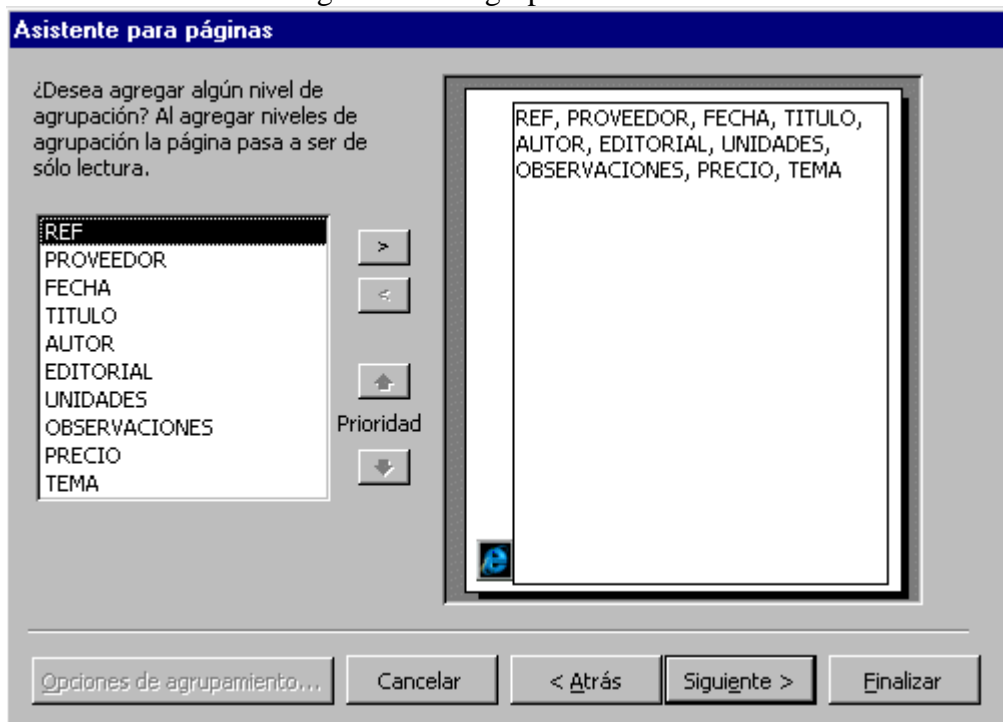 Asistente para páginas
¿Desea agregar algún nivel de
agrupación? Al agregar niveles de
agrupación la página pasa a ser de
sólo lectura.
REF
PROVEEDOR
FECHA
TITULO
AUTOR
EDITORIAL
UNIDADES
OBSERVACIONES
PRECIO
TEMA
>
<
Prioridad
REF, PROVEEDOR, FECHA, TITULO,
AUTOR, EDITORIAL, UNIDADES,
OBSERVACIONES, PRECIO, TEMA
Opciones de agrupamiento...
Cancelar
< Atrás
Siguiente >
Finalizar